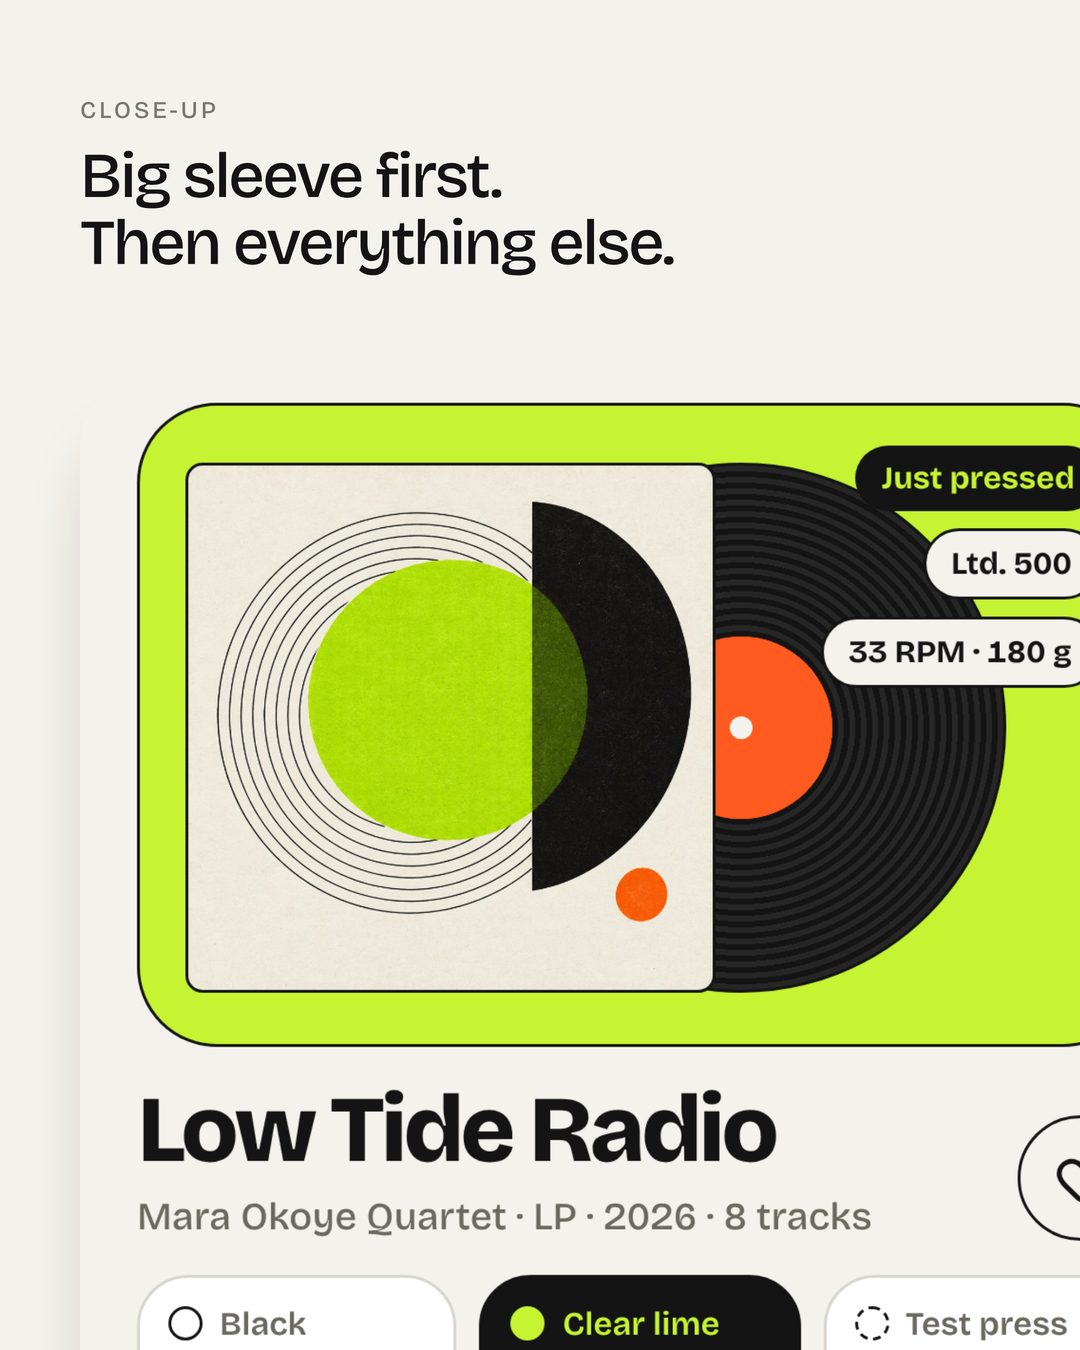 CLOSE-UP
Big sleeve first.
Then everything else.
Just pressed
Ltd. 500
33 RPM · 180 g
Low Tide Radio
Mara Okoye Quartet · LP · 2026 · 8 tracks
Black
Clear lime
Test press